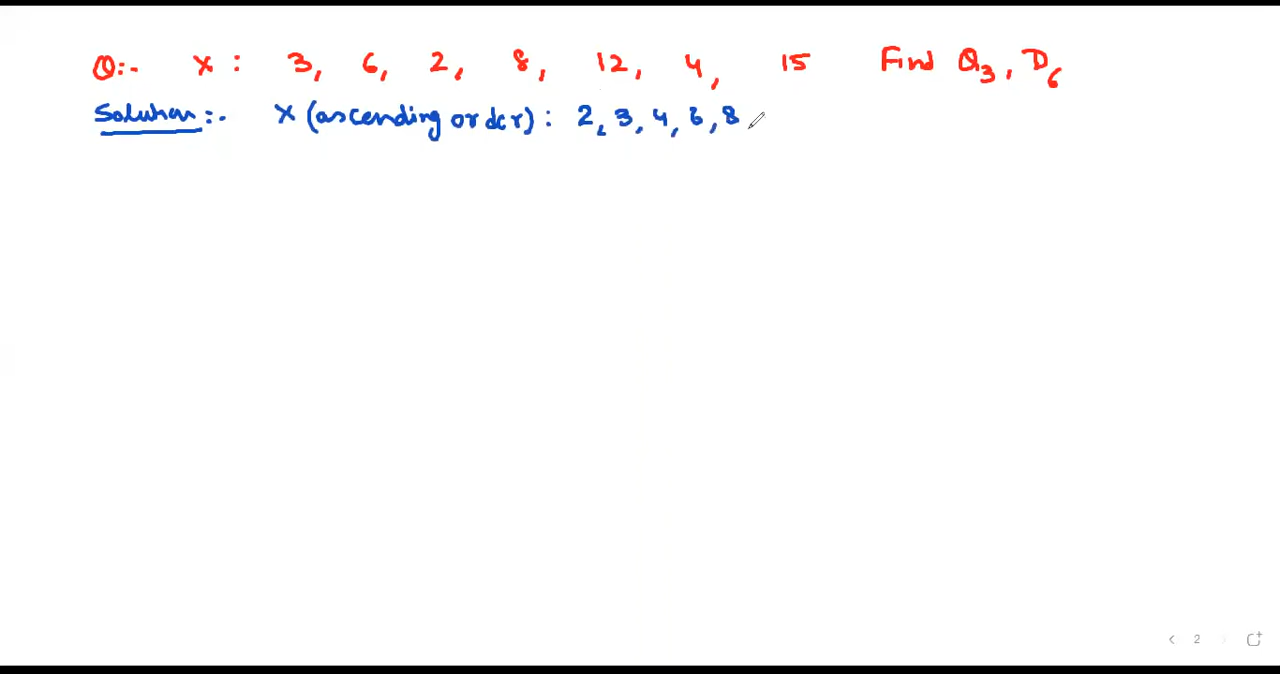 Q:- X : 3, 6, 2, 8, 12, 4, 15 Find Q3, D6
Solution:- X (ascending order) : 2, 3, 4, 6, 8
2